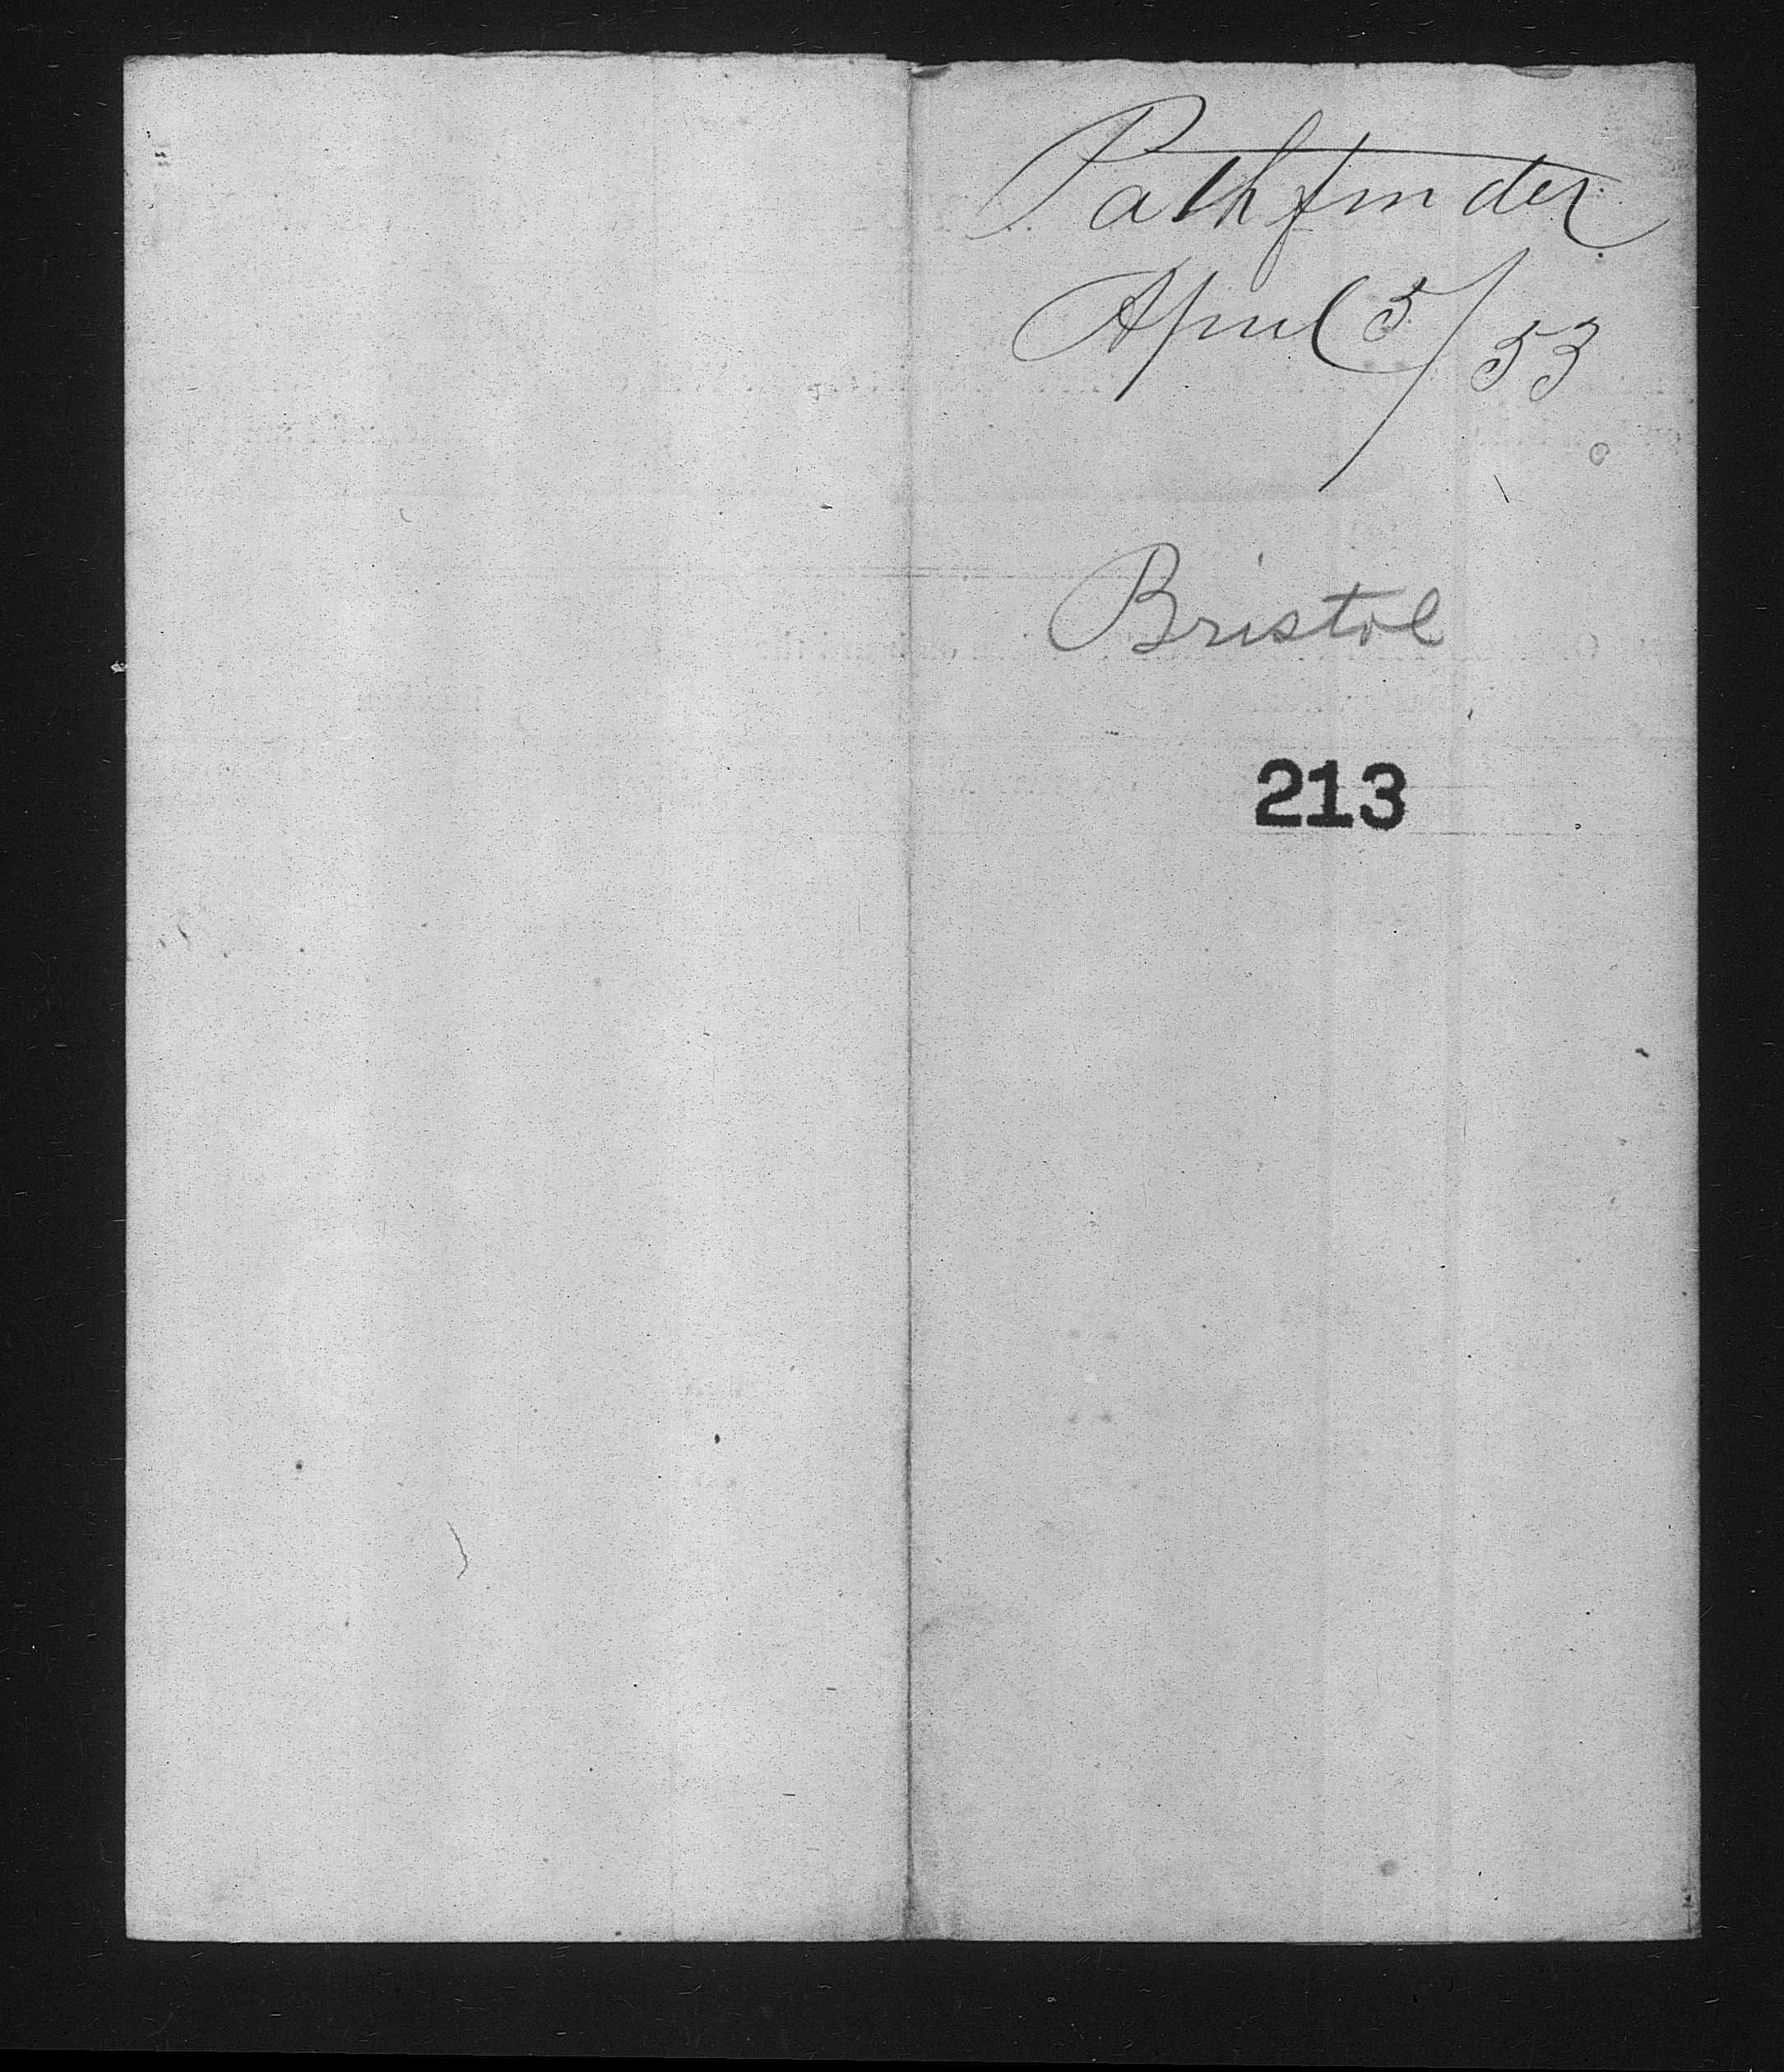 Pathfinder
April 5/53
Bristol
213